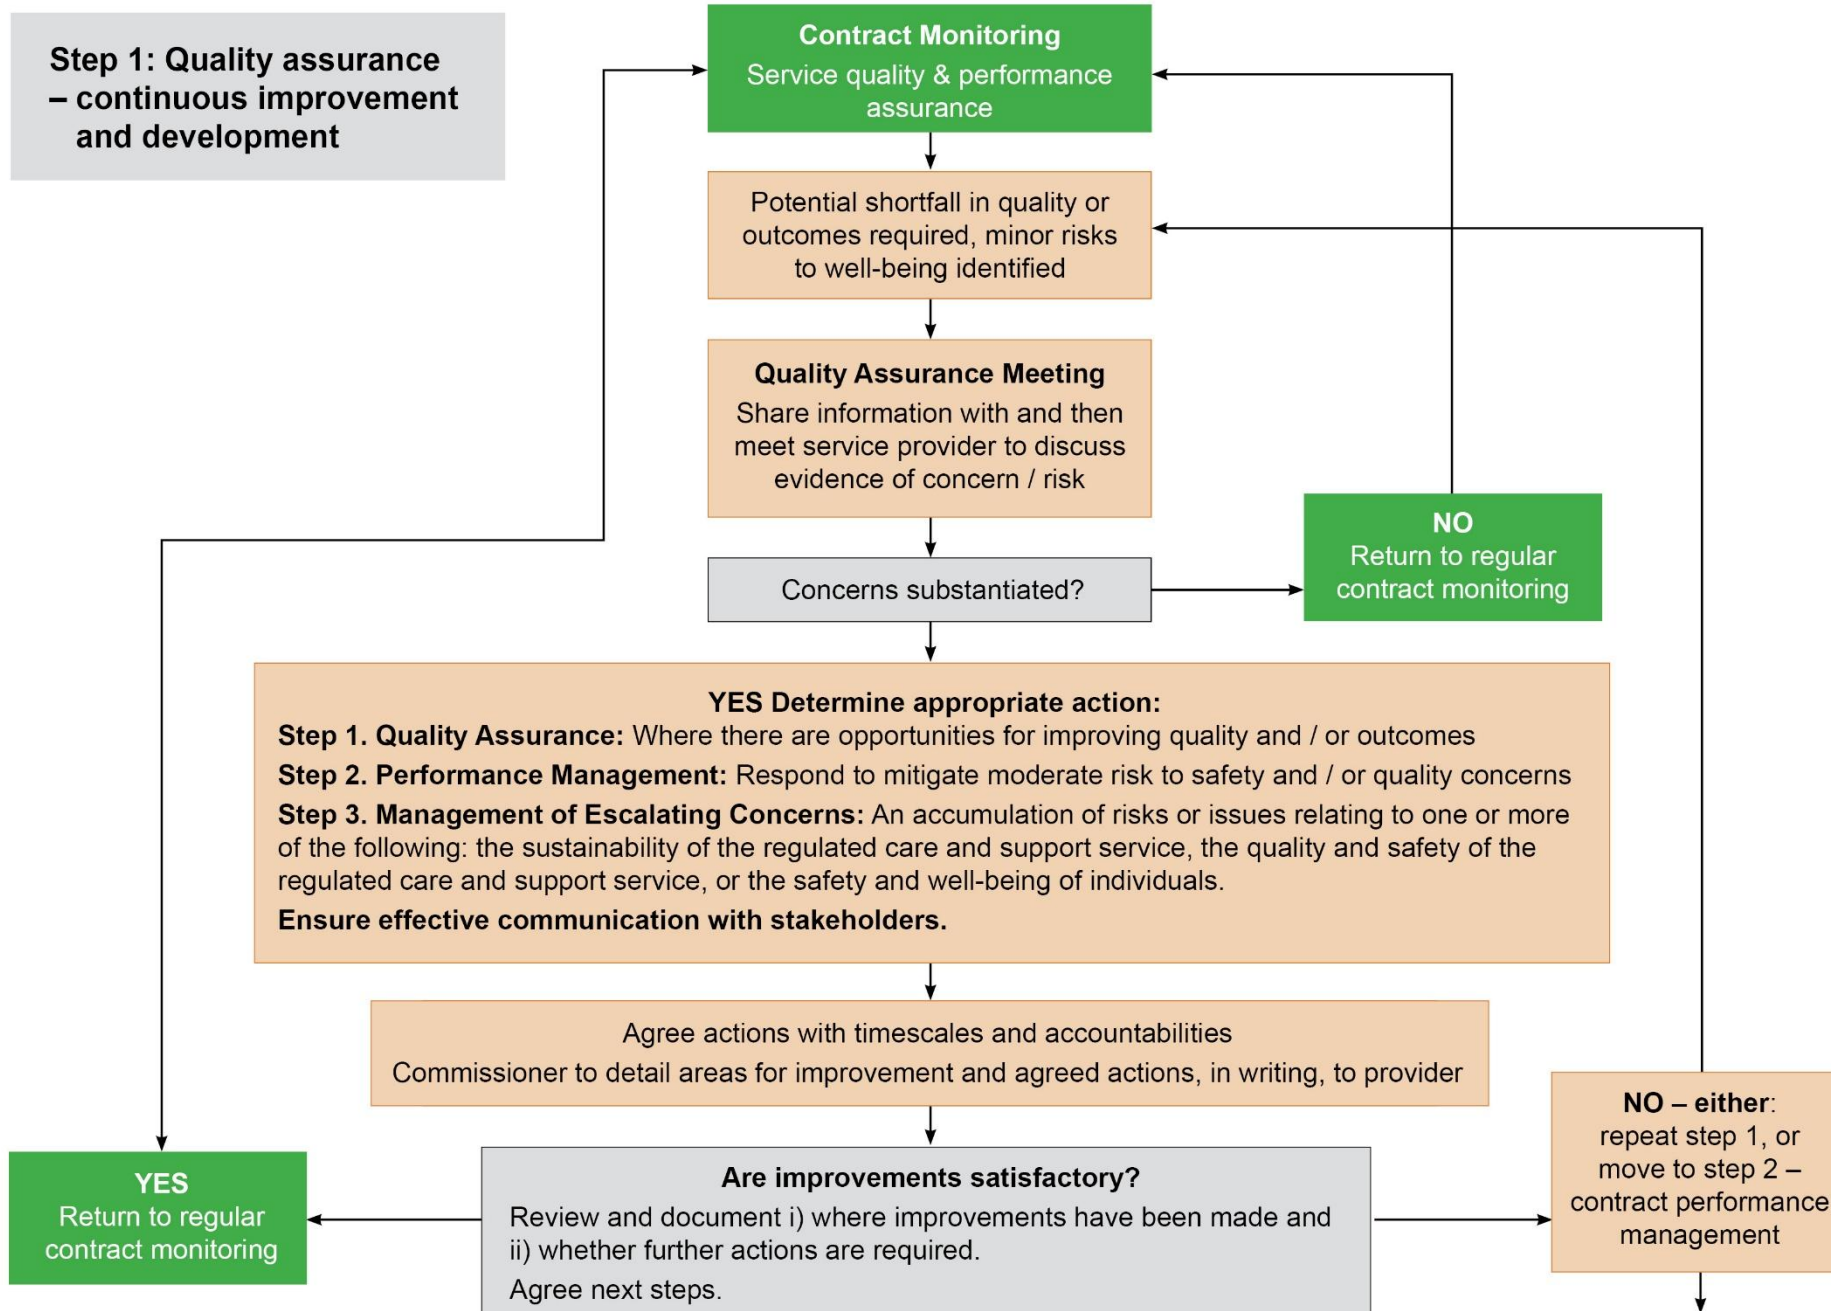 Step 1: Quality assurance
– continuous improvement
and development
Contract Monitoring
Service quality & performance
assurance
Potential shortfall in quality or
outcomes required, minor risks
to well-being identified
Quality Assurance Meeting
Share information with and then
meet service provider to discuss
evidence of concern / risk
Concerns substantiated?
NO
Return to regular
contract monitoring
YES Determine appropriate action:
Step 1. Quality Assurance: Where there are opportunities for improving quality and / or outcomes
Step 2. Performance Management: Respond to mitigate moderate risk to safety and / or quality concerns
Step 3. Management of Escalating Concerns: An accumulation of risks or issues relating to one or more
of the following: the sustainability of the regulated care and support service, the quality and safety of the
regulated care and support service, or the safety and well-being of individuals.
Ensure effective communication with stakeholders.
Agree actions with timescales and accountabilities
Commissioner to detail areas for improvement and agreed actions, in writing, to provider
YES
Return to regular
contract monitoring
Are improvements satisfactory?
Review and document i) where improvements have been made and
ii) whether further actions are required.
Agree next steps.
NO – either:
repeat step 1, or
move to step 2 –
contract performance
management